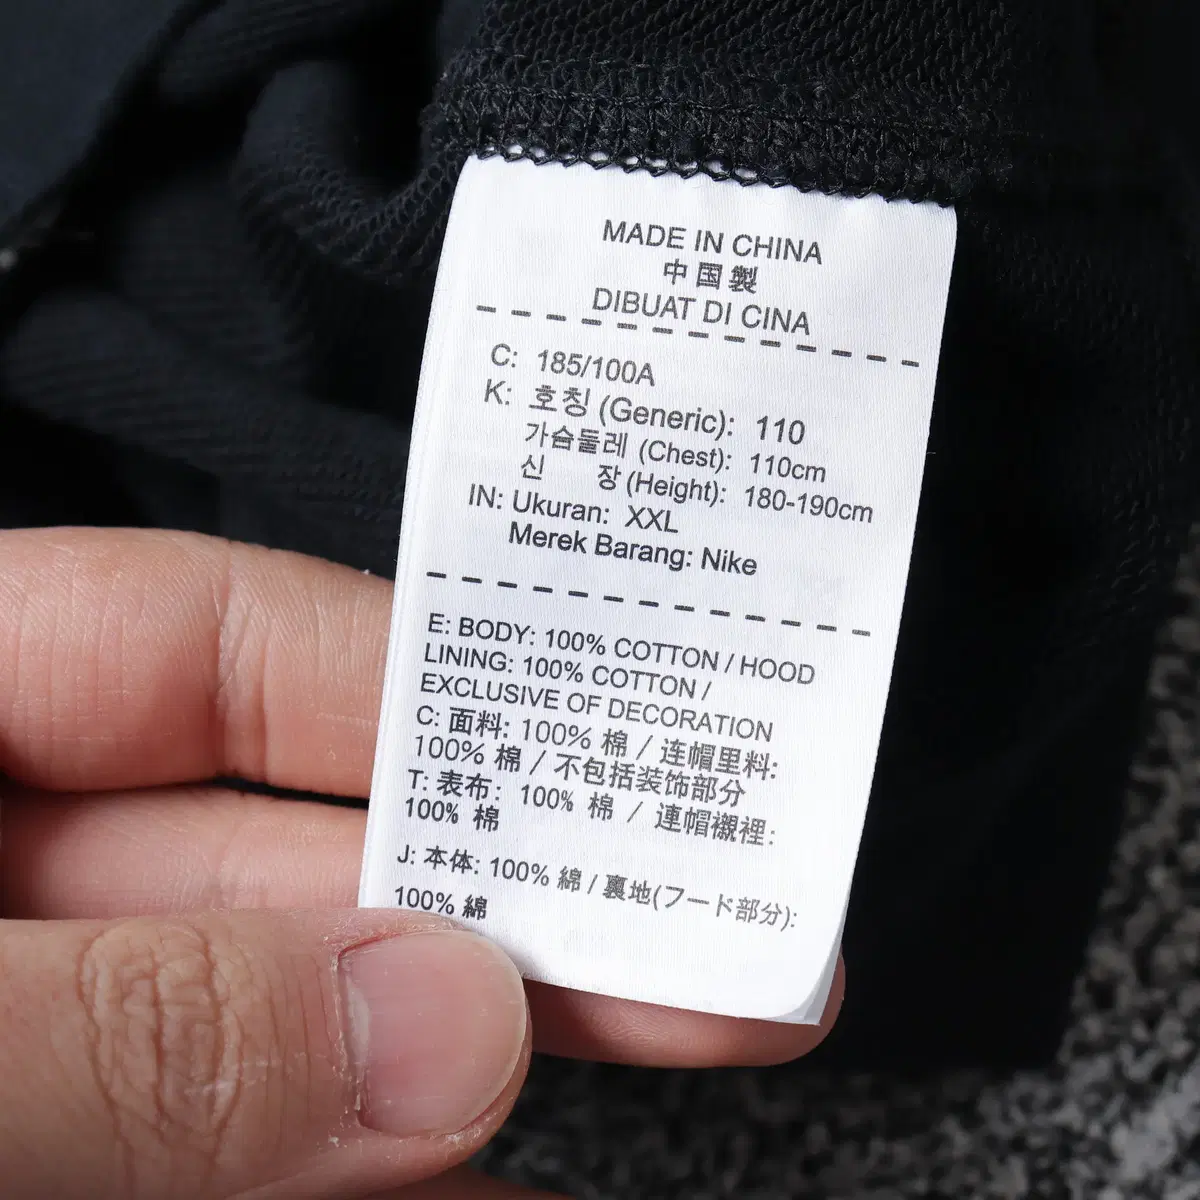 MADE IN CHINA
中国製
DIBUAT DI CINA
C: 185/100A
K: 호칭 (Generic): 110
가슴둘레 (Chest): 110cm
신 장 (Height): 180-190cm
IN: Ukuran: XXL
Merek Barang: Nike
E: BODY: 100% COTTON / HOOD
LINING: 100% COTTON /
EXCLUSIVE OF DECORATION
C: 面料: 100% 棉 / 连帽里料:
100% 棉 / 不包括装饰部分
T: 表布: 100% 棉 / 連帽襯裡:
100% 棉
J: 本体: 100% 綿 / 裏地(フード部分):
100% 綿